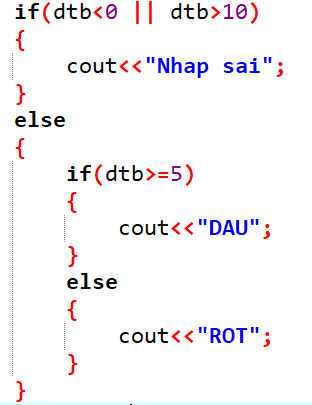 if(dtb<0 || dtb>10)
{
    cout<<"Nhap sai";
}
else
{
    if(dtb>=5)
    {
        cout<<"DAU";
    }
    else
    {
        cout<<"ROT";
    }
}